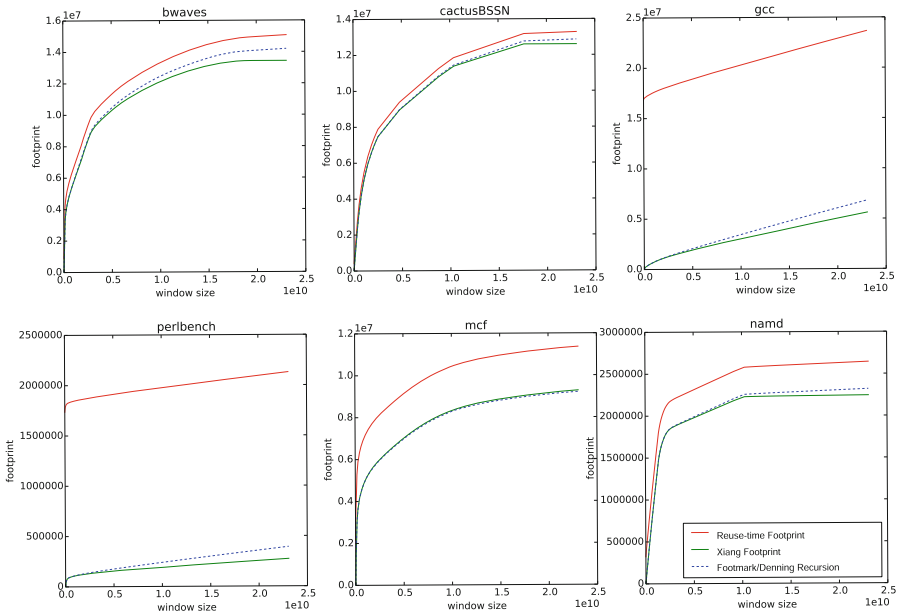 bwaves
1e7
1.6
1.4
1.2
1.0
0.8
0.6
0.4
0.2
0.0
footprint
0.0 0.5 1.0 1.5 2.0 2.5
window size
1e10
cactusBSSN
1e7
1.4
1.2
1.0
0.8
0.6
0.4
0.2
0.0
footprint
0.0 0.5 1.0 1.5 2.0 2.5
window size
1e10
gcc
1e7
2.5
2.0
1.5
1.0
0.5
0.0
footprint
0.0 0.5 1.0 1.5 2.0 2.5
window size
1e10
perlbench
2500000
2000000
1500000
1000000
500000
0
footprint
0.0 0.5 1.0 1.5 2.0 2.5
window size
1e10
mcf
1e7
1.2
1.0
0.8
0.6
0.4
0.2
0.0
footprint
0.0 0.5 1.0 1.5 2.0 2.5
window size
1e10
namd
3000000
2500000
2000000
1500000
1000000
500000
0
footprint
0.0 0.5 1.0 1.5 2.0 2.5
window size
1e10
Reuse-time Footprint
Xiang Footprint
Footmark/Denning Recursion